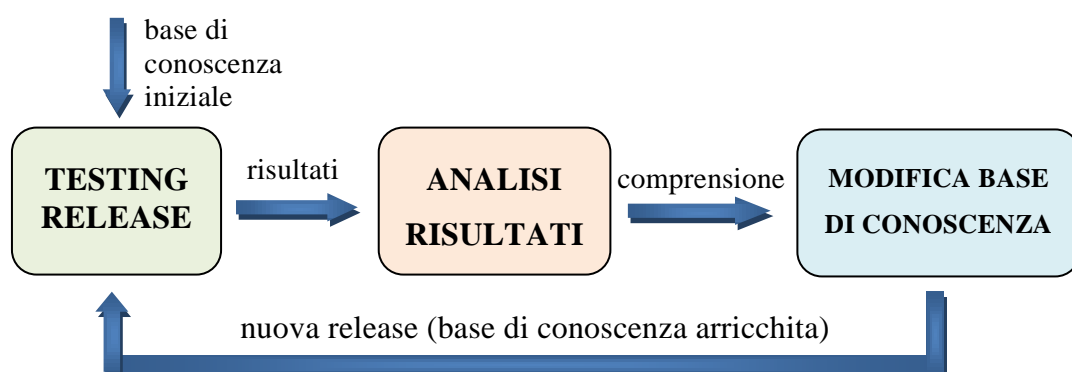 base di
conoscenza
iniziale
TESTING
RELEASE
risultati
ANALISI
RISULTATI
comprensione
MODIFICA BASE
DI CONOSCENZA
nuova release (base di conoscenza arricchita)